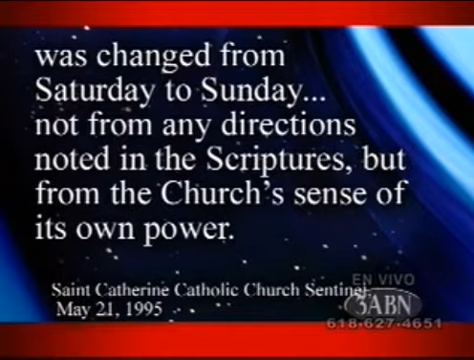 was changed from
Saturday to Sunday...
not from any directions
noted in the Scriptures, but
from the Church's sense of
its own power.
Saint Catherine Catholic Church Sentinel
May 21, 1995
EN VIVO
3ABN
618-627-4651